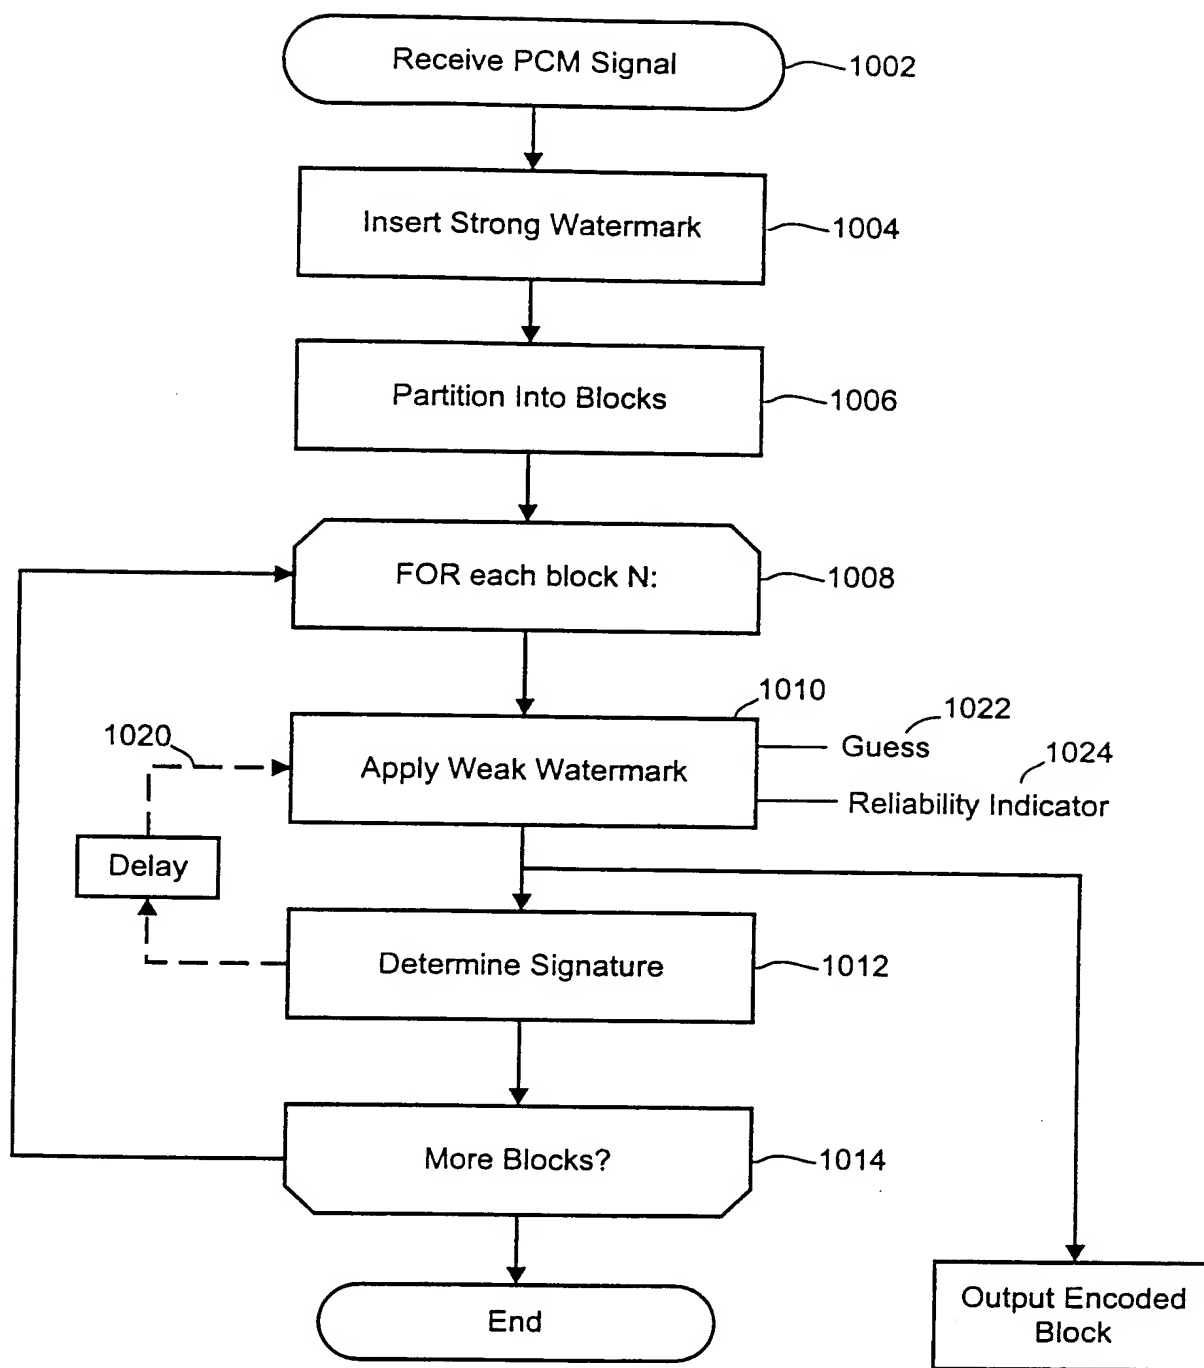 Receive PCM Signal
1002
Insert Strong Watermark
1004
Partition Into Blocks
1006
FOR each block N:
1008
1010
1022
Guess
1020
Apply Weak Watermark
1024
Reliability Indicator
Delay
Determine Signature
1012
More Blocks?
1014
End
Output Encoded
Block